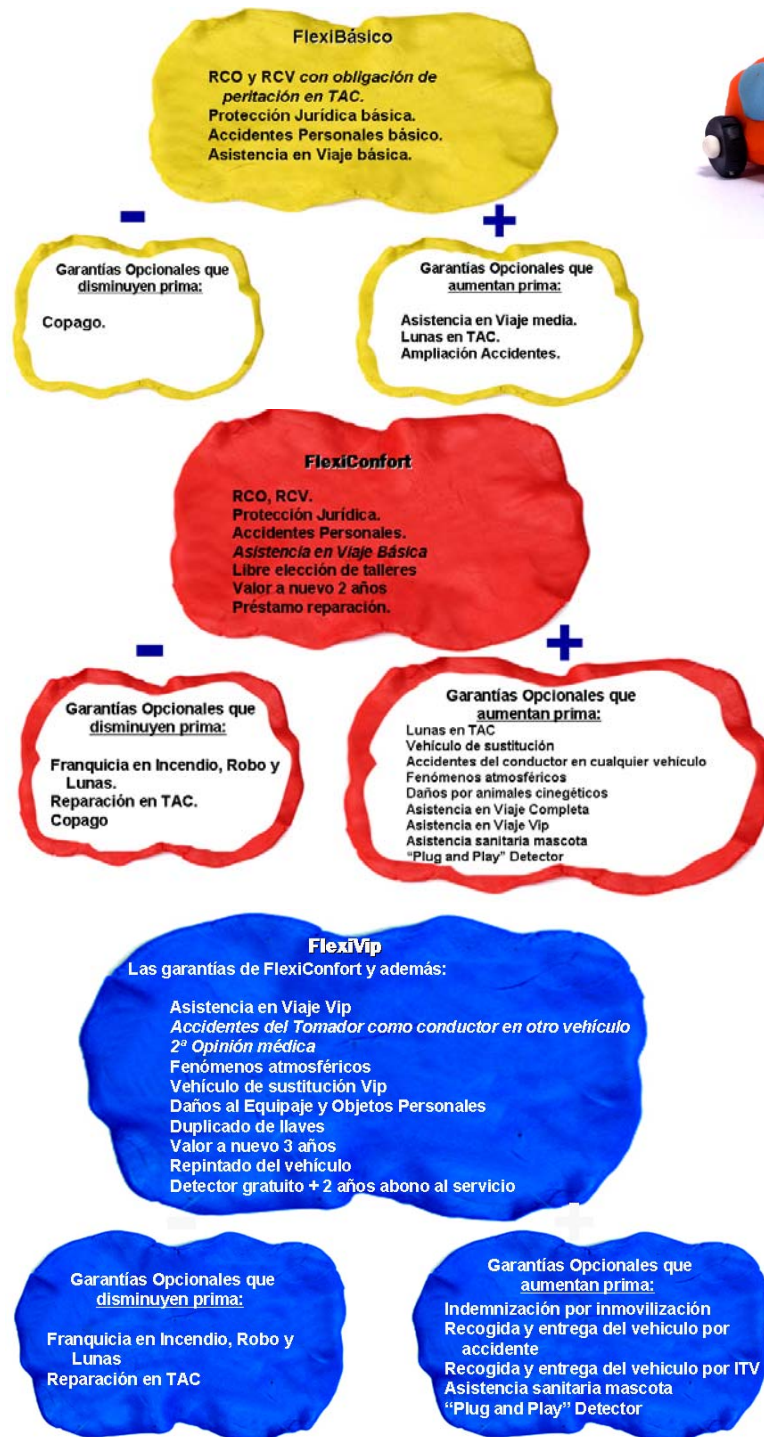 FlexiBásico
RCO y RCV con obligación de
peritación en TAC.
Protección Jurídica básica.
Accidentes Personales básico.
Asistencia en Viaje básica.
-
+
Garantías Opcionales que
disminuyen prima:
Copago.
Garantías Opcionales que
aumentan prima:
Asistencia en Viaje media.
Lunas en TAC.
Ampliación Accidentes.
FlexiConfort
RCO, RCV.
Protección Jurídica.
Accidentes Personales.
Asistencia en Viaje Básica
Libre elección de talleres
Valor a nuevo 2 años
Préstamo reparación.
-
+
Garantías Opcionales que
disminuyen prima:
Franquicia en Incendio, Robo y
Lunas.
Reparación en TAC.
Copago
Garantías Opcionales que
aumentan prima:
Lunas en TAC
Vehículo de sustitución
Accidentes del conductor en cualquier vehículo
Fenómenos atmosféricos
Daños por animales cinegéticos
Asistencia en Viaje Completa
Asistencia en Viaje Vip
Asistencia sanitaria mascota
“Plug and Play” Detector
FlexiVip
Las garantías de FlexiConfort y además:
Asistencia en Viaje Vip
Accidentes del Tomador como conductor en otro vehículo
2ª Opinión médica
Fenómenos atmosféricos
Vehículo de sustitución Vip
Daños al Equipaje y Objetos Personales
Duplicado de llaves
Valor a nuevo 3 años
Repintado del vehículo
Detector gratuito + 2 años abono al servicio
-
+
Garantías Opcionales que
disminuyen prima:
Franquicia en Incendio, Robo y
Lunas
Reparación en TAC
Garantías Opcionales que
aumentan prima:
Indemnización por inmovilización
Recogida y entrega del vehiculo por
accidente
Recogida y entrega del vehiculo por ITV
Asistencia sanitaria mascota
“Plug and Play” Detector